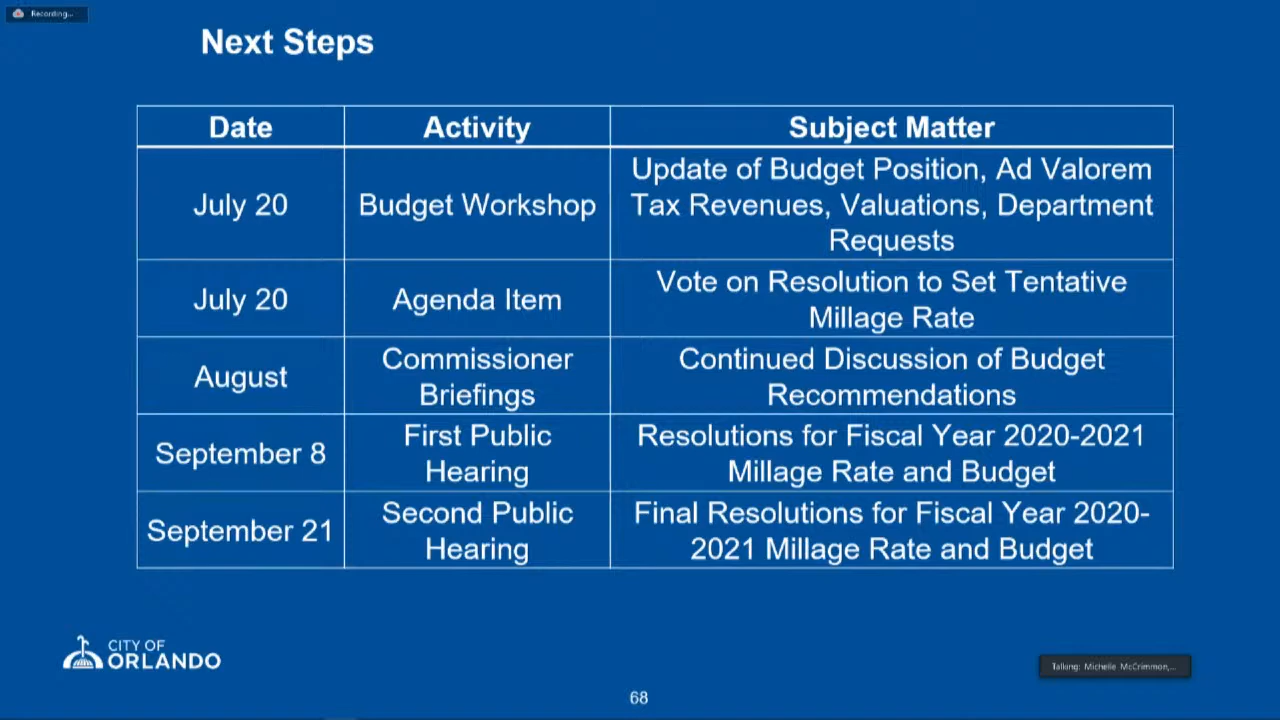 Recording...
Next Steps
Date
Activity
Subject Matter
July 20
Budget Workshop
Update of Budget Position, Ad Valorem
Tax Revenues, Valuations, Department
Requests
July 20
Agenda Item
Vote on Resolution to Set Tentative
Millage Rate
August
Commissioner
Briefings
Continued Discussion of Budget
Recommendations
September 8
First Public
Hearing
Resolutions for Fiscal Year 2020-2021
Millage Rate and Budget
September 21
Second Public
Hearing
Final Resolutions for Fiscal Year 2020-
2021 Millage Rate and Budget
CITY OF
ORLANDO
Talking: Michelle McCrimmon,...
68